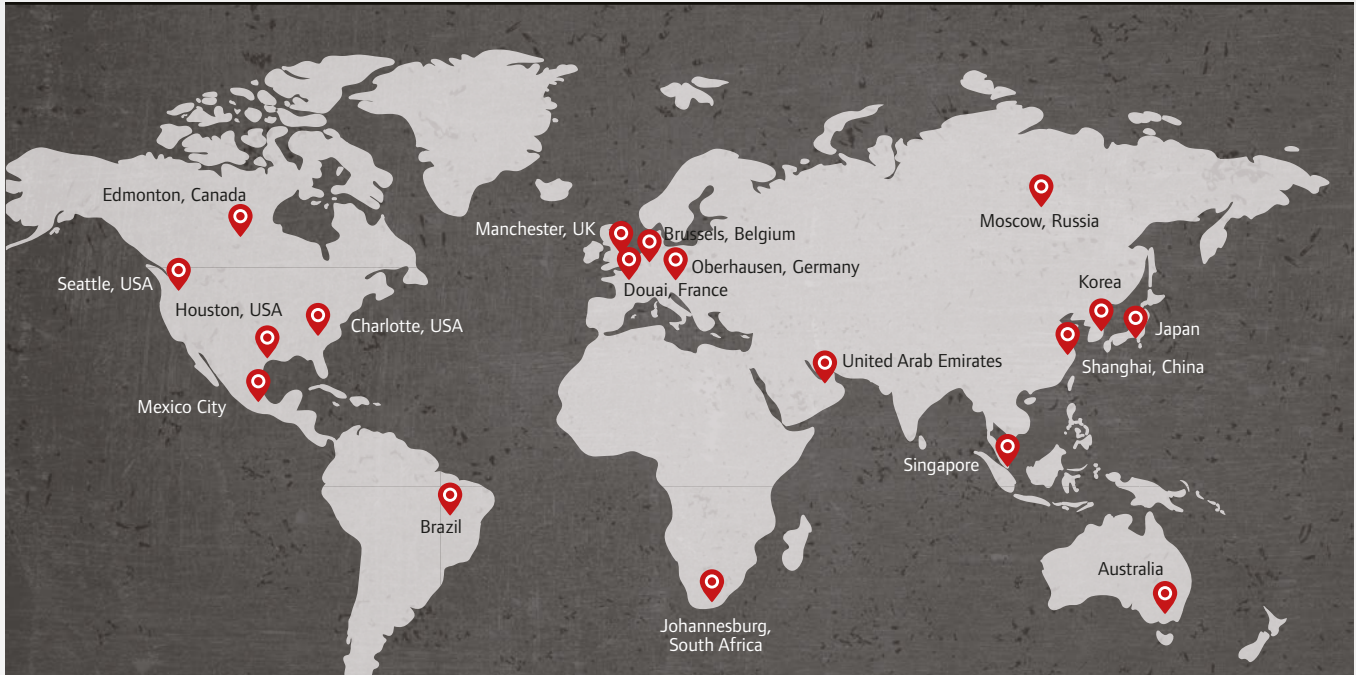 Edmonton, Canada
Seattle, USA
Houston, USA
Charlotte, USA
Mexico City
Brazil
Manchester, UK
Brussels, Belgium
Oberhausen, Germany
Douai, France
United Arab Emirates
Johannesburg,
South Africa
Moscow, Russia
Korea
Japan
Shanghai, China
Singapore
Australia